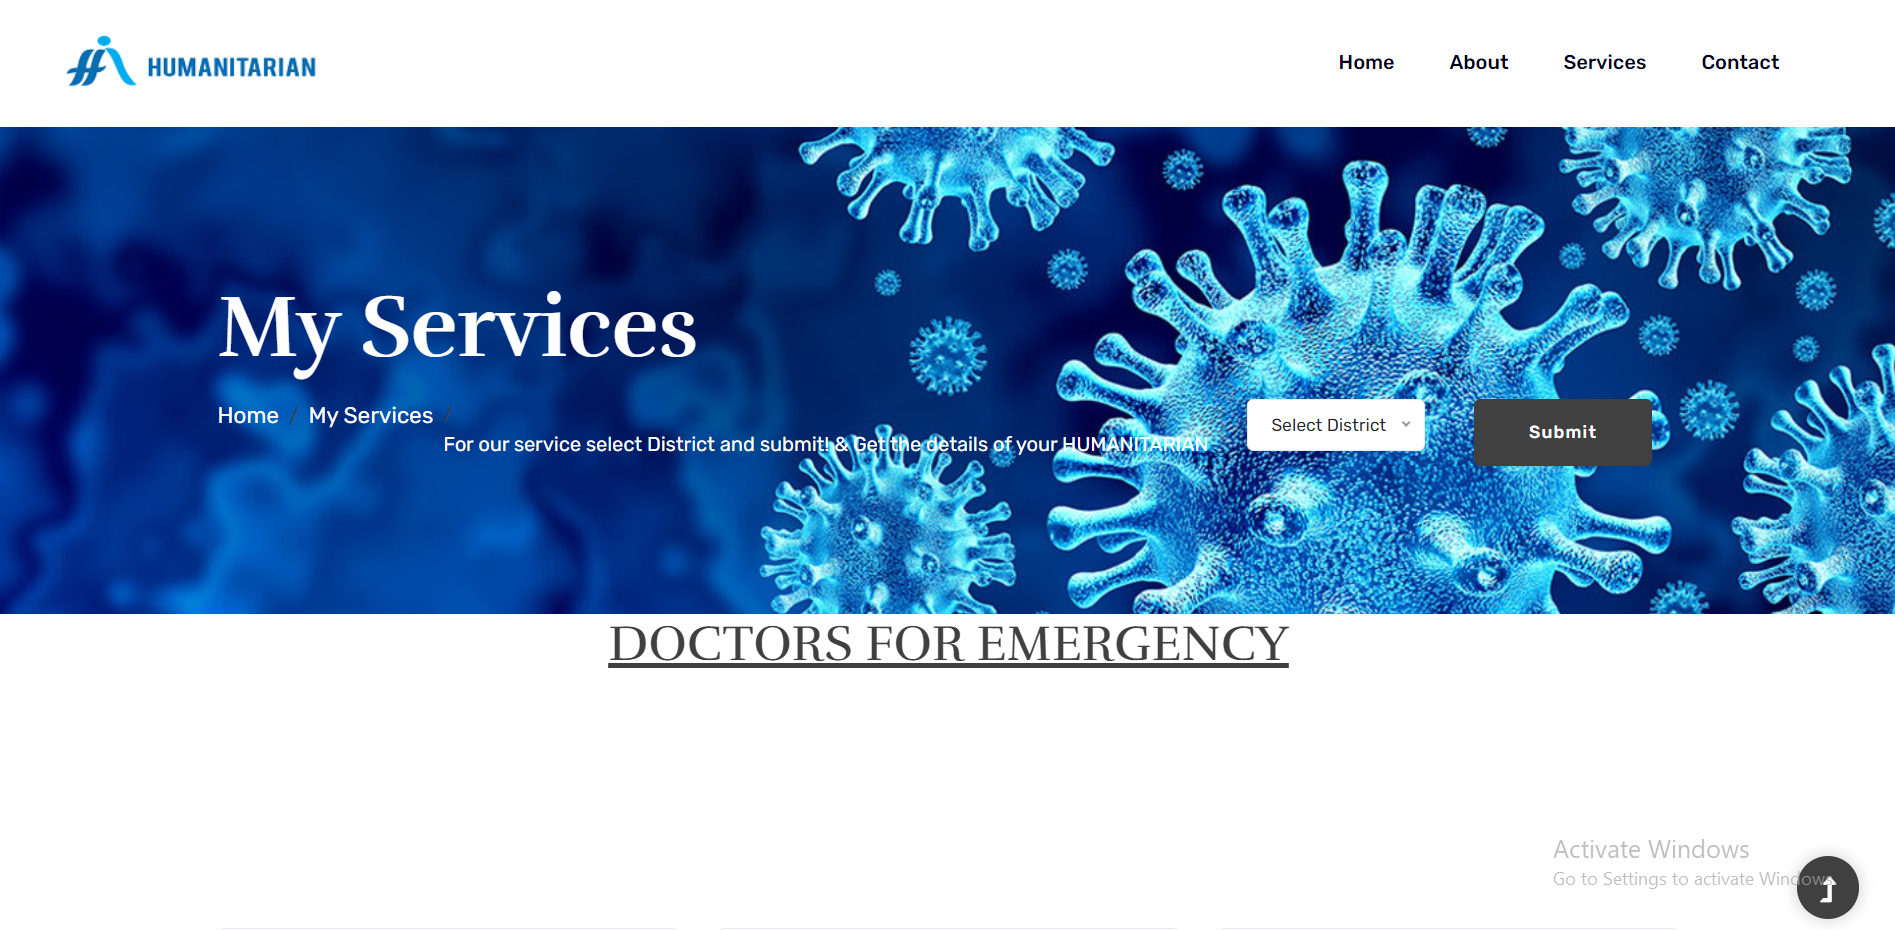 HUMANITARIAN
Home About Services Contact
My Services
Home / My Services /
For our service select District and submit! & Get the details of your HUMANITARIAN
Select District
Submit
DOCTORS FOR EMERGENCY
Activate Windows
Go to Settings to activate Windows